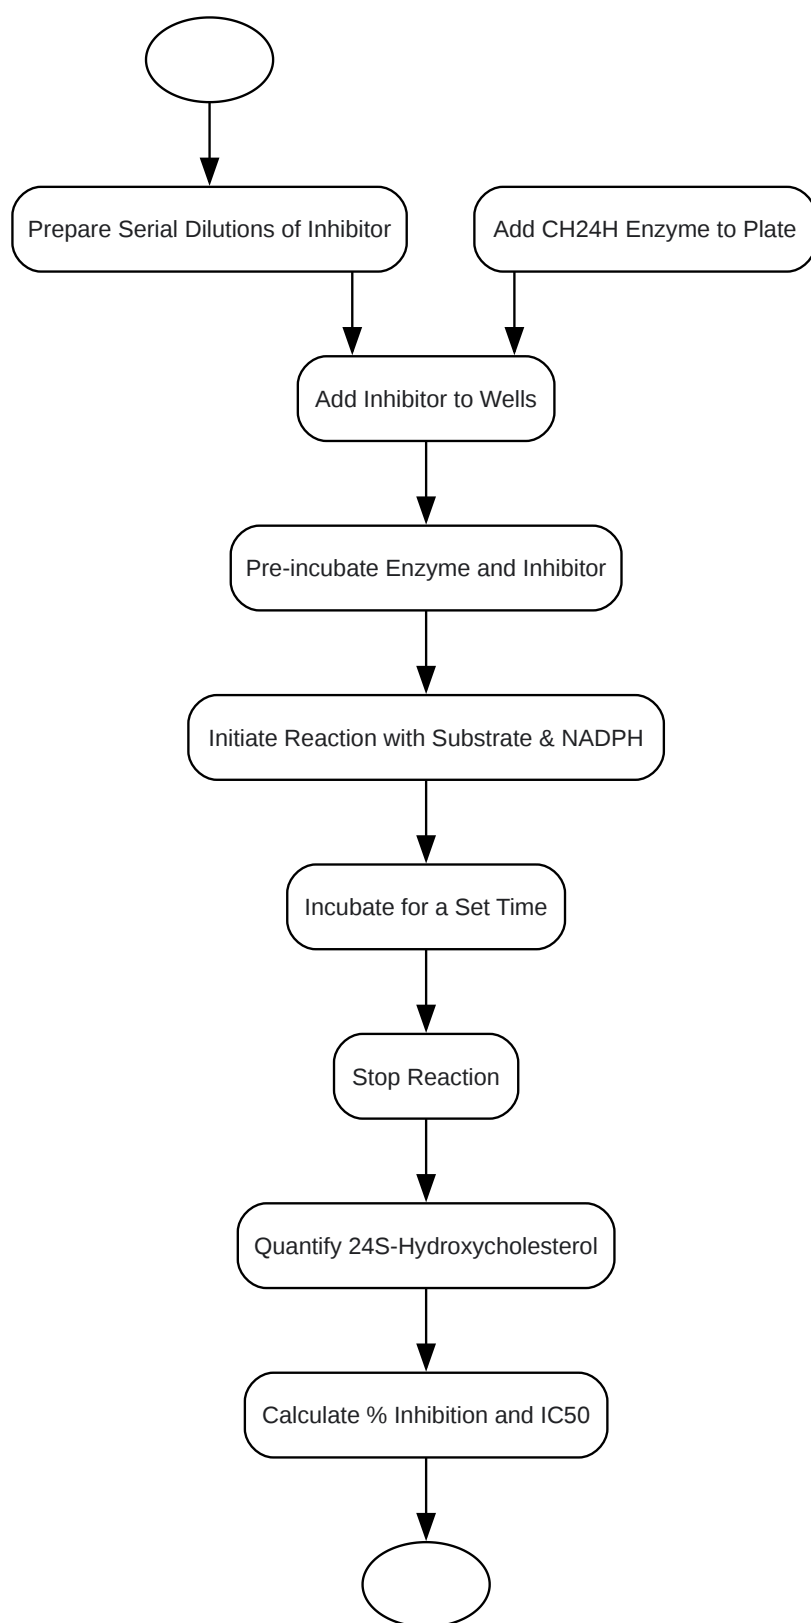 Prepare Serial Dilutions of Inhibitor
Add CH24H Enzyme to Plate
Add Inhibitor to Wells
Pre-incubate Enzyme and Inhibitor
Initiate Reaction with Substrate & NADPH
Incubate for a Set Time
Stop Reaction
Quantify 24S-Hydroxycholesterol
Calculate % Inhibition and IC50